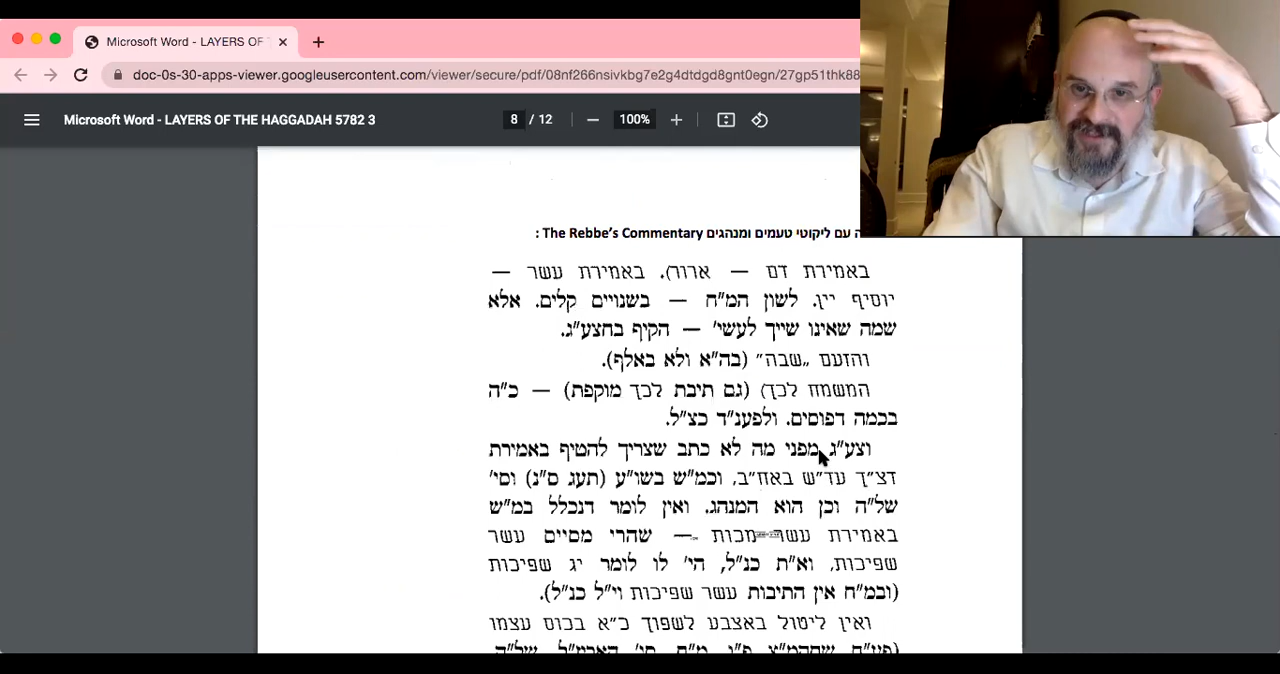 Microsoft Word - LAYERS OF T
doc-0s-30-apps-viewer.googleusercontent.com/viewer/secure/pdf/08nf266nsivkbg7e2g4dtdgd8gnt0egn/27gp51thk88
Microsoft Word - LAYERS OF THE HAGGADAH 5782 3
8 / 12
100%
ה עם ליקוטי טעמים ומנהגים The Rebbe's Commentary :
באמירת דם — ארור). באמירת עשר —
יוסיף יין. לשון המ"ח — בשנויים קלים. אלא
שמה שאינו שייך לעשי' — הקיף בחצע"ג.
והזעם „שבה" (בה"א ולא באלף).
המשמח לכך) (גם תיבת לכך מוקפת) — כ"ה
בכמה דפוסים. ולפענ"ד כצ"ל.
וצע"ג מפני מה לא כתב שצריך להטיף באמירת
דצ"ך עד"ש באח"ב, וכמ"ש בשו"ע (תעג ס"נ) וסי'
של"ה וכן הוא המנהג. ואין לומר דנכלל במ"ש
באמירת עשר מכות — שהרי מסיים עשר
שפיכות, וא"ת כנ"ל, הי' לו לומר יג שפיכות
(ובמ"ח אין התיבות עשר שפיכות וי"ל כנ"ל).
ואין ליטול באצבע לשפוך כ"א בכוס עצמו